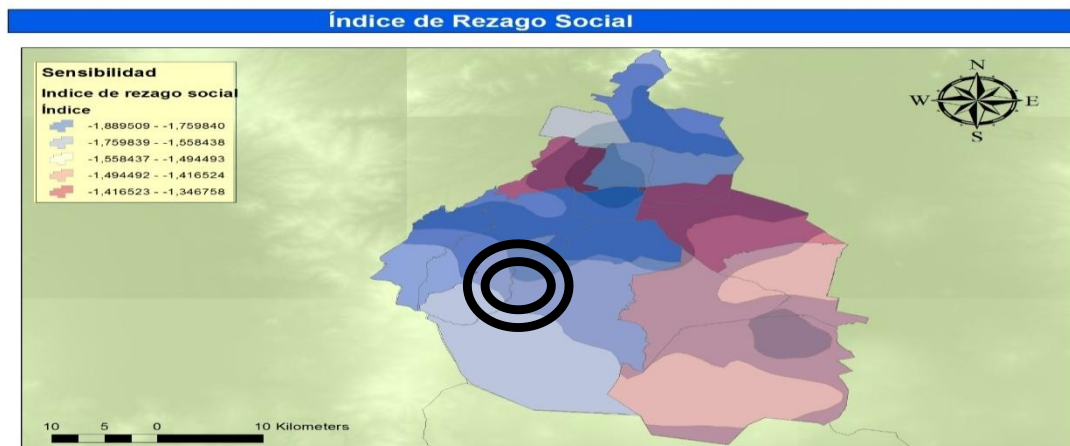 Índice de Rezago Social
Sensibilidad
Indice de rezago social
Índice
-1,889509 - -1,759840
-1,759839 - -1,558438
-1,558437 - -1,494493
-1,494492 - -1,416524
-1,416523 - -1,346758
N
W E
S
10 5 0 10 Kilometers